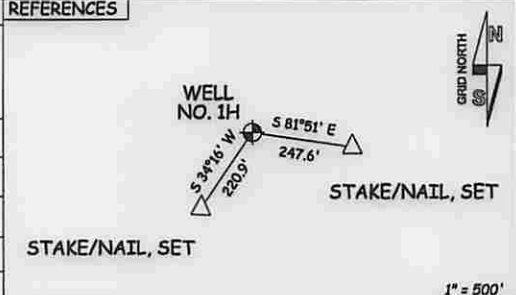 REFERENCES
N
GRID NORTH
S
WELL
NO. 1H
S 81°51' E
247.6'
S 34°16' W
220.9'
STAKE/NAIL, SET
STAKE/NAIL, SET
1" = 500'